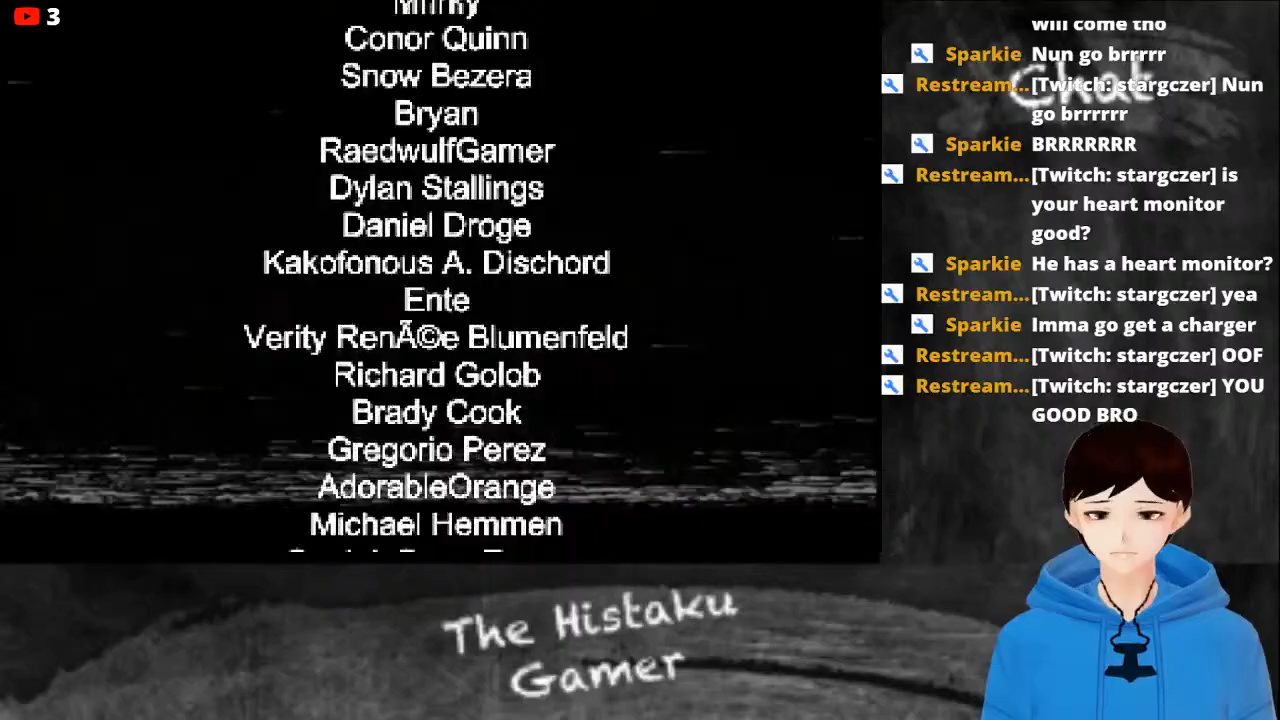 3
Mhrky
Conor Quinn
Snow Bezera
Bryan
RaedwulfGamer
Dylan Stallings
Daniel Droge
Kakofonous A. Dischord
Ente
Verity RenÃ©e Blumenfeld
Richard Golob
Brady Cook
Gregorio Perez
AdorableOrange
Michael Hemmen
Chat
will come tho
Sparkie Nun go brrrrr
Restream... [Twitch: stargczer] Nun
go brrrrrr
Sparkie BRRRRRRR
Restream... [Twitch: stargczer] is
your heart monitor
good?
Sparkie He has a heart monitor?
Restream... [Twitch: stargczer] yea
Sparkie Imma go get a charger
Restream... [Twitch: stargczer] OOF
Restream... [Twitch: stargczer] YOU
GOOD BRO
The Histaku
Gamer